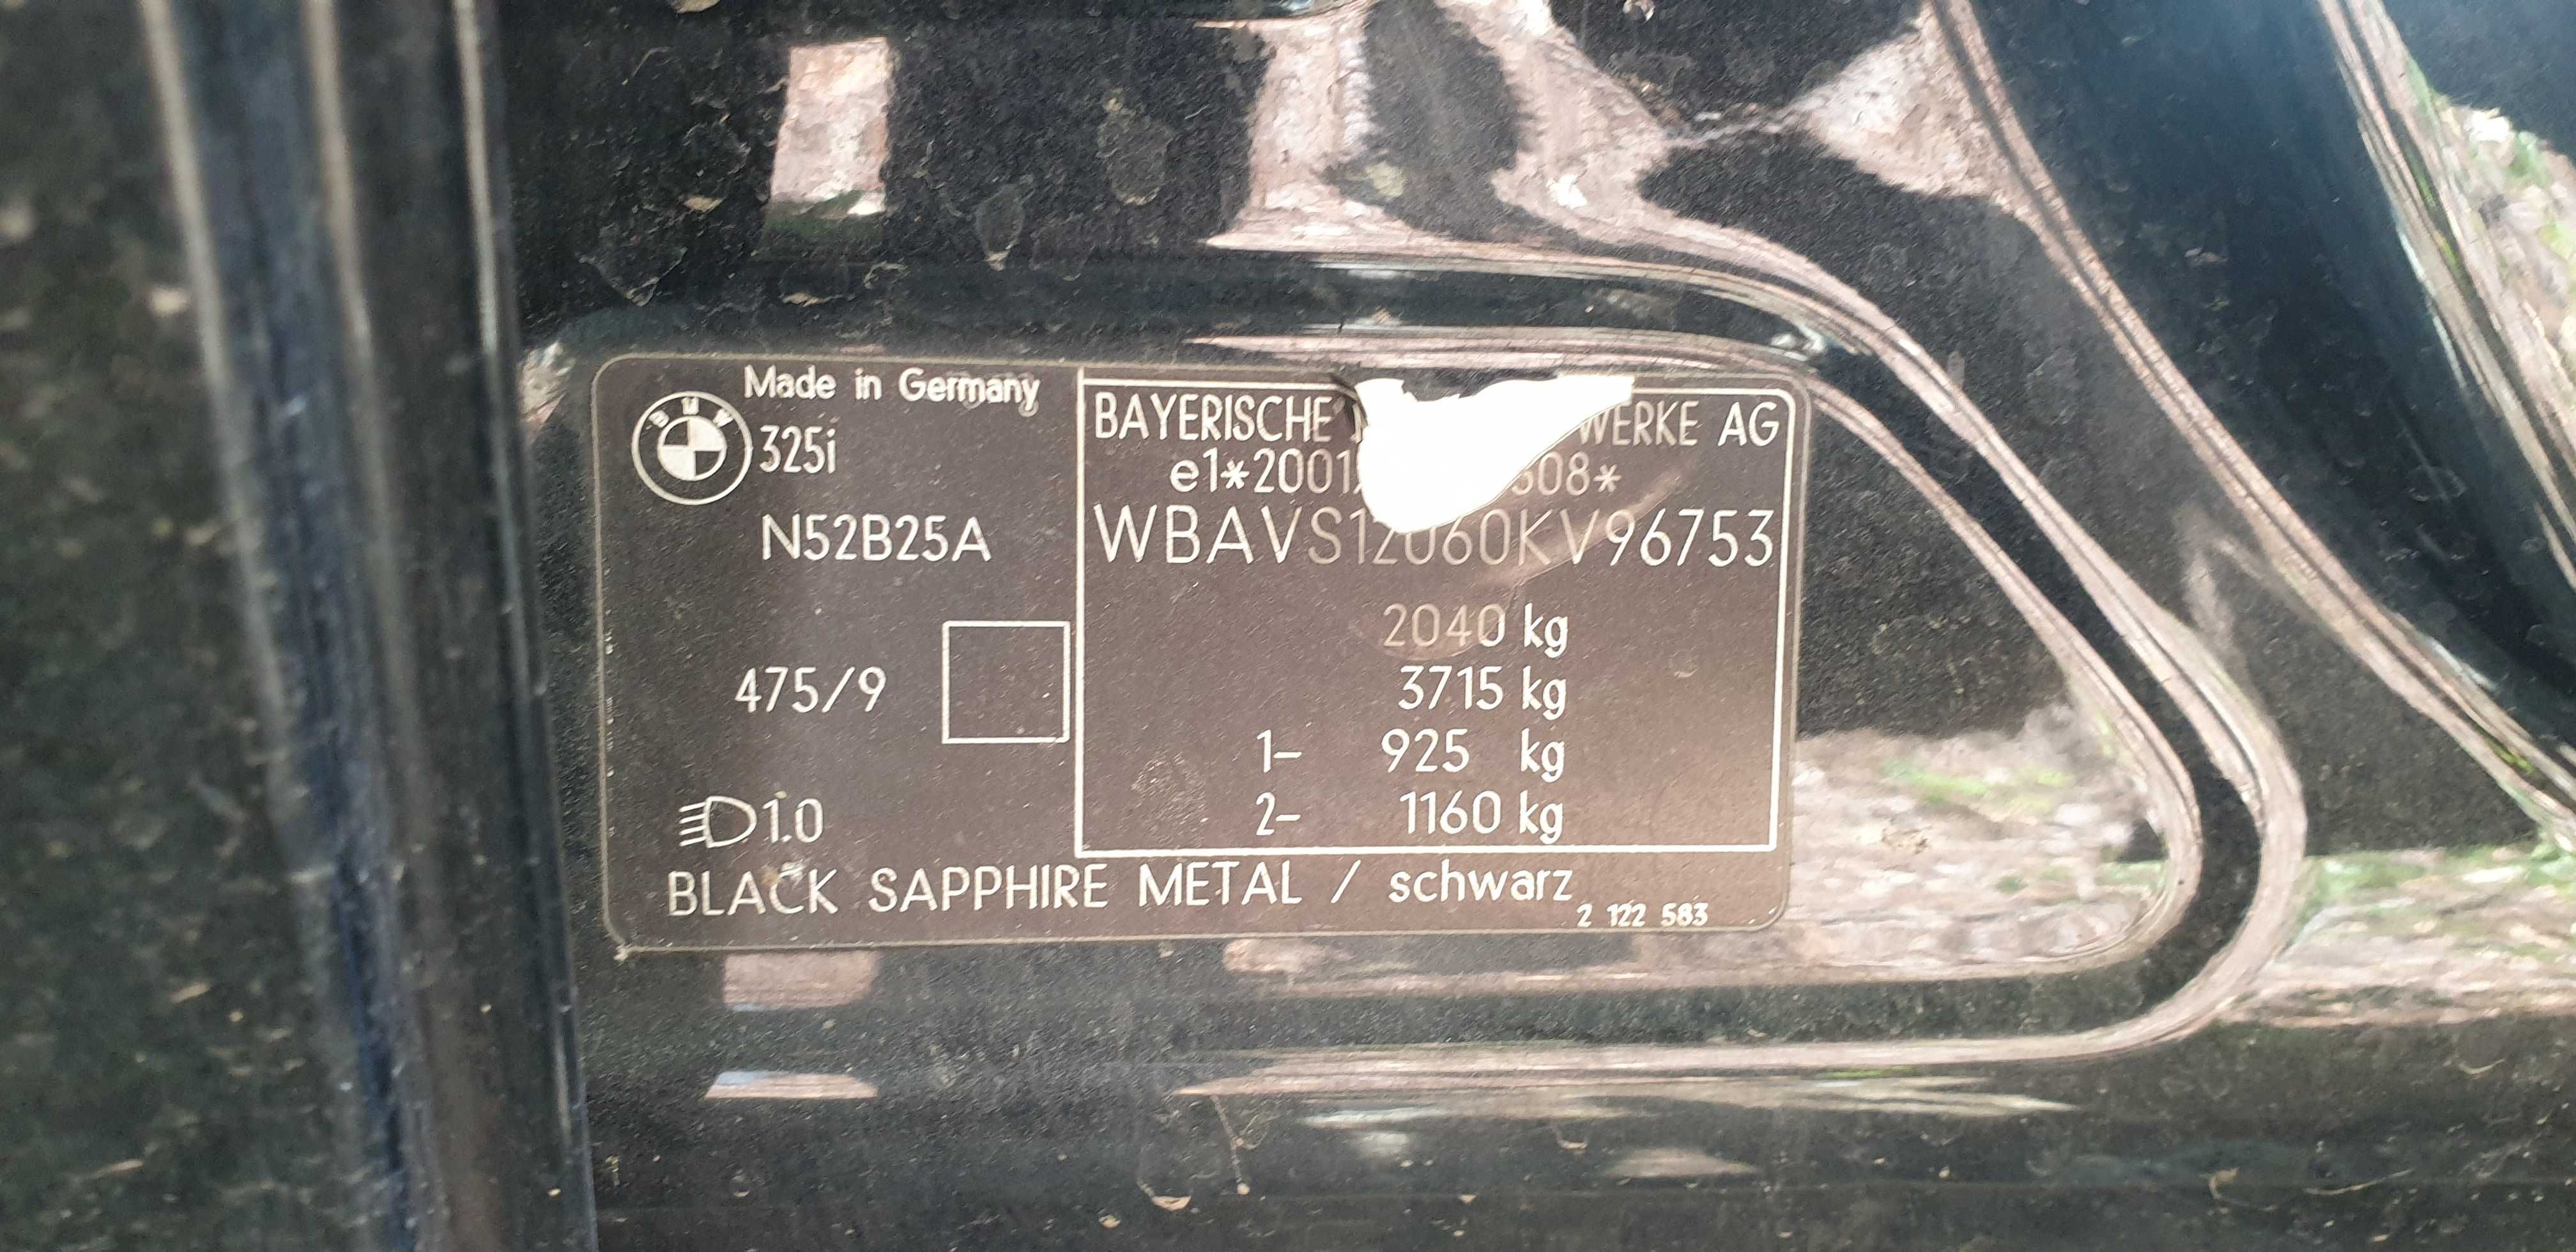 Made in Germany
BMW
325i
N52B25A
475/9
1.0
BAYERISCHE WERKE AG
e1*2001 308*
WBAVS12060KV96753
2040 kg
3715 kg
1- 925 kg
2- 1160 kg
BLACK SAPPHIRE METAL / schwarz
2 122 583